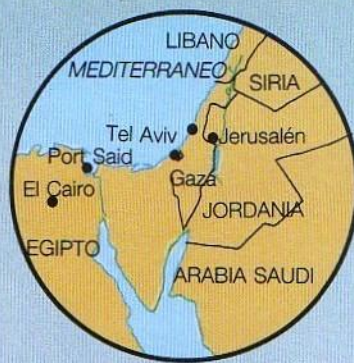 LIBANO
MEDITERRANEO
SIRIA
Tel Aviv
Jerusalén
Port Said
Gaza
El Cairo
JORDANIA
EGIPTO
ARABIA SAUDI